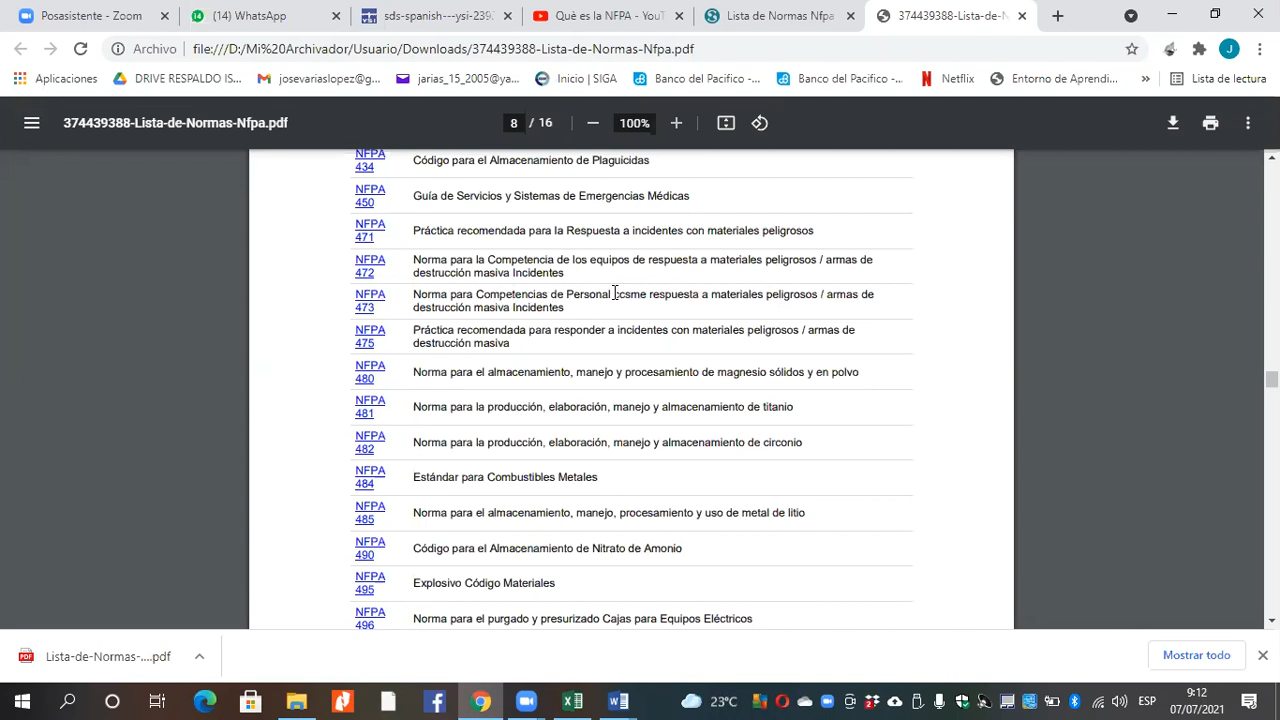 Posasistente – Zoom
(14) WhatsApp
sds-spanish---ysi-2392
Què es la NFPA - YouT
Lista de Normas Nfpa
374439388-Lista-de-N
Archivo
file:///D:/Mi%20Archivador/Usuario/Downloads/374439388-Lista-de-Normas-Nfpa.pdf
J
Aplicaciones
DRIVE RESPALDO IS...
josevariaslopez@g...
jarias_15_2005@ya...
Inicio | SIGA
Banco del Pacifico -...
Banco del Pacifico -...
Netflix
Entorno de Aprendi...
»
Lista de lectura
374439388-Lista-de-Normas-Nfpa.pdf
8 / 16
100%
NFPA
434
Código para el Almacenamiento de Plaguicidas
NFPA
450
Guía de Servicios y Sistemas de Emergencias Médicas
NFPA
471
Práctica recomendada para la Respuesta a incidentes con materiales peligrosos
NFPA
472
Norma para la Competencia de los equipos de respuesta a materiales peligrosos / armas de
destrucción masiva Incidentes
NFPA
473
Norma para Competencias de Personal respuesta a materiales peligrosos / armas de
destrucción masiva Incidentes
NFPA
475
Práctica recomendada para responder a incidentes con materiales peligrosos / armas de
destrucción masiva
NFPA
480
Norma para el almacenamiento, manejo y procesamiento de magnesio sólidos y en polvo
NFPA
481
Norma para la producción, elaboración, manejo y almacenamiento de titanio
NFPA
482
Norma para la producción, elaboración, manejo y almacenamiento de circonio
NFPA
484
Estándar para Combustibles Metales
NFPA
485
Norma para el almacenamiento, manejo, procesamiento y uso de metal de litio
NFPA
490
Código para el Almacenamiento de Nitrato de Amonio
NFPA
495
Explosivo Código Materiales
NFPA
496
Norma para el purgado y presurizado Cajas para Equipos Eléctricos
Lista-de-Normas-....pdf
Mostrar todo
23°C
ESP
9:12
07/07/2021